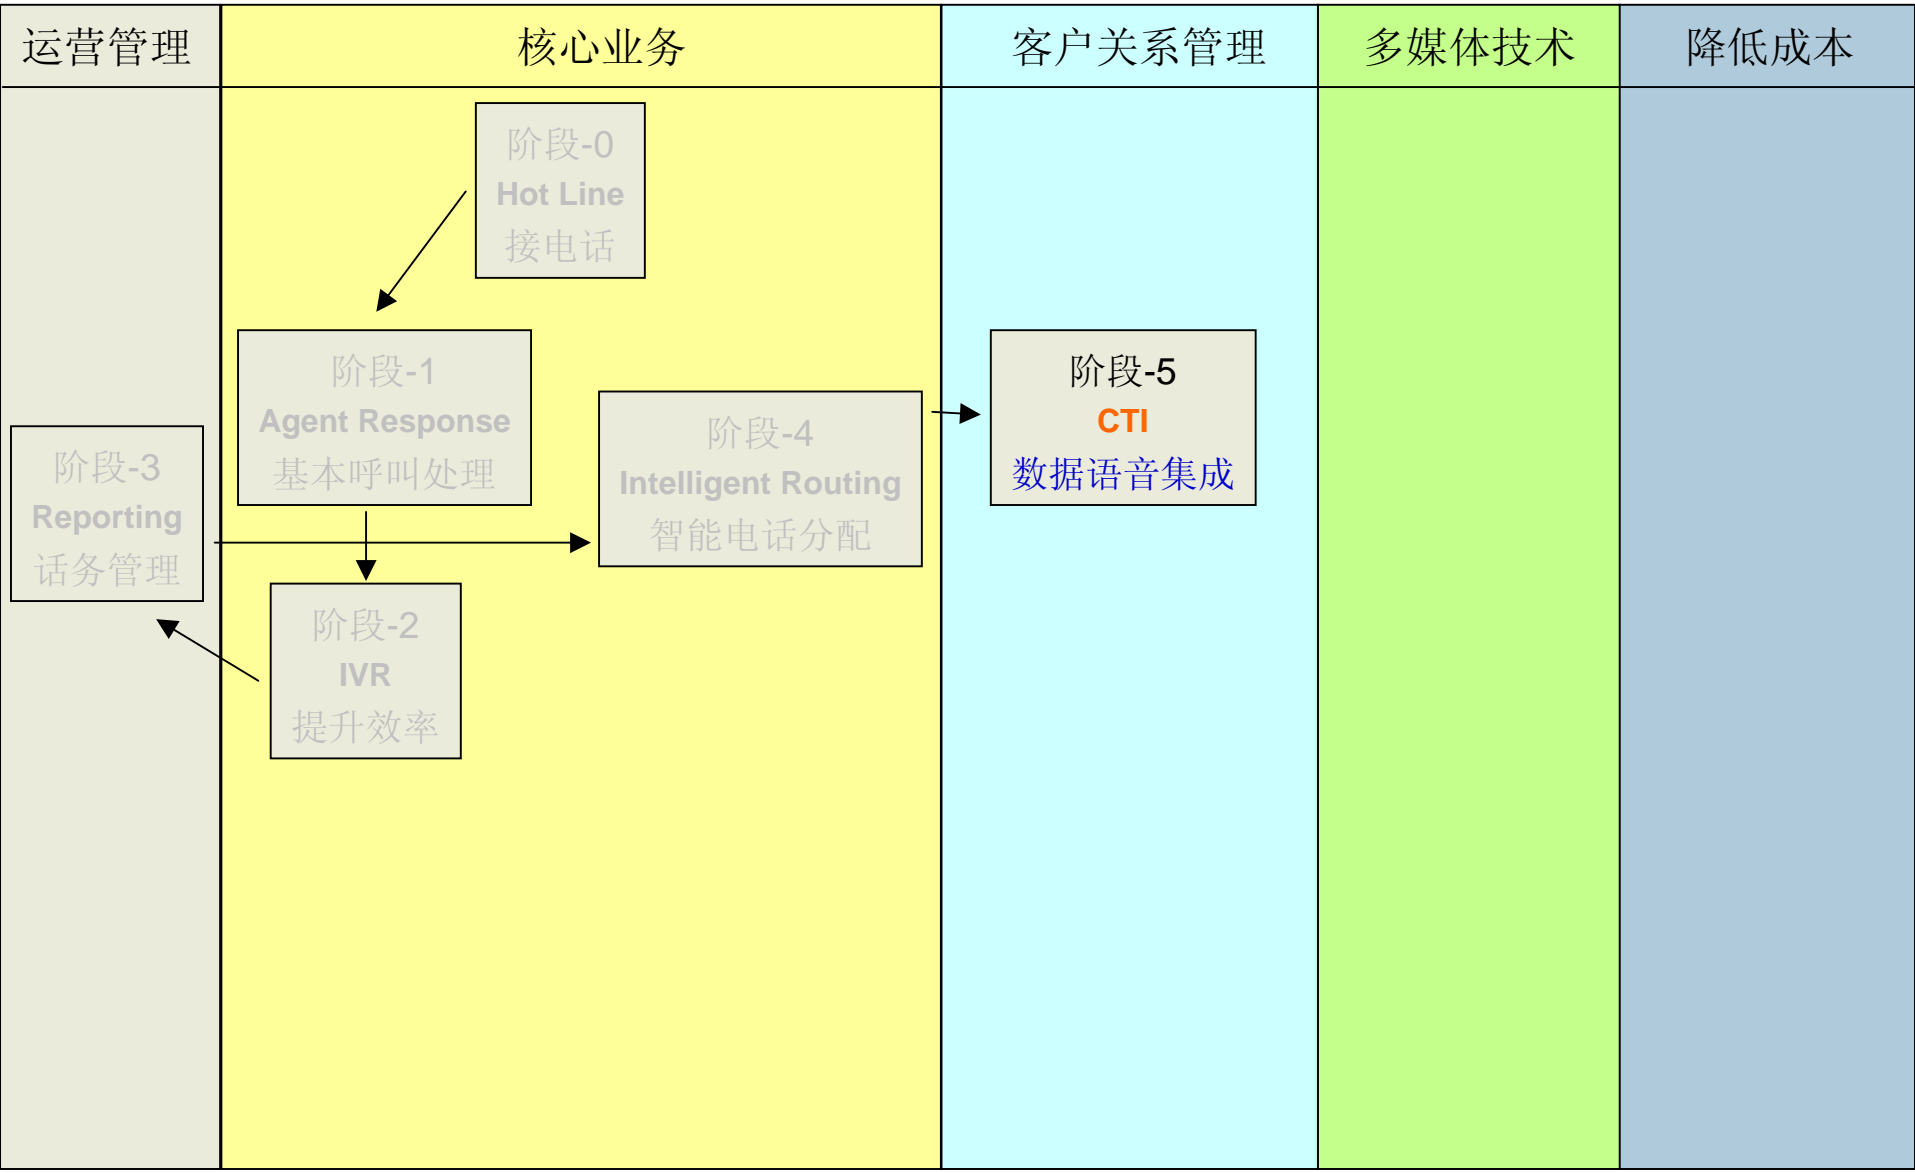 运营管理
核心业务
客户关系管理
多媒体技术
降低成本
阶段-0
Hot Line
接电话
阶段-1
Agent Response
基本呼叫处理
阶段-2
IVR
提升效率
阶段-3
Reporting
话务管理
阶段-4
Intelligent Routing
智能电话分配
阶段-5
CTI
数据语音集成